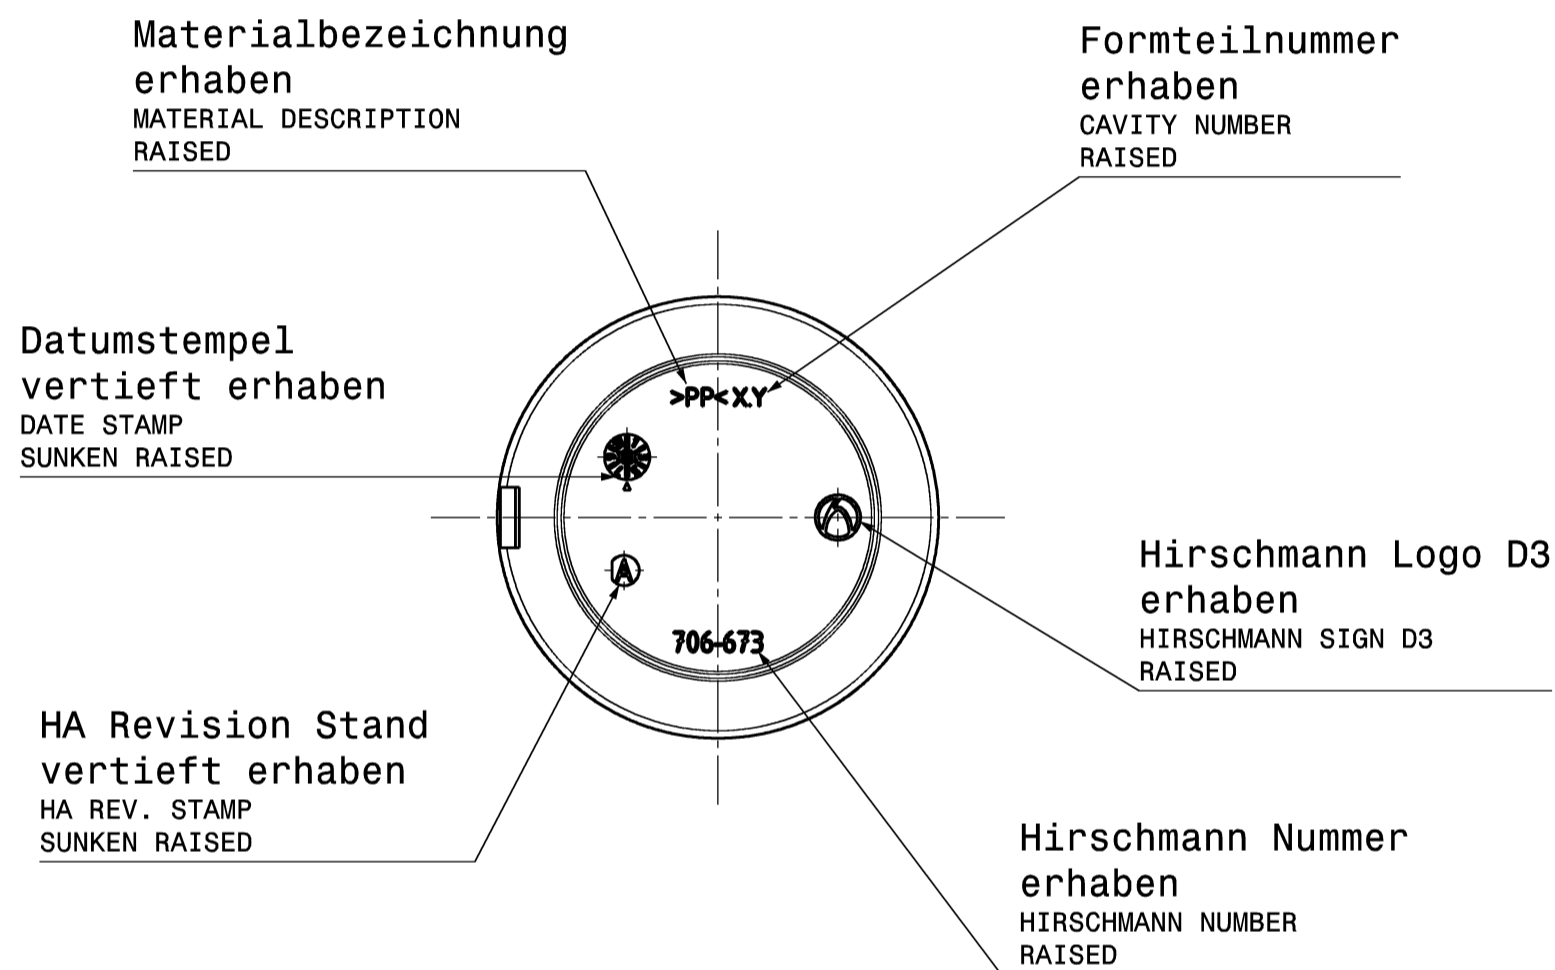 Materialbezeichnung
erhaben
MATERIAL DESCRIPTION
RAISED
Formteilnummer
erhaben
CAVITY NUMBER
RAISED
Datumstempel
vertieft erhaben
DATE STAMP
SUNKEN RAISED
>PP< X.Y
A
706-673
Hirschmann Logo D3
erhaben
HIRSCHMANN SIGN D3
RAISED
HA Revision Stand
vertieft erhaben
HA REV. STAMP
SUNKEN RAISED
Hirschmann Nummer
erhaben
HIRSCHMANN NUMBER
RAISED